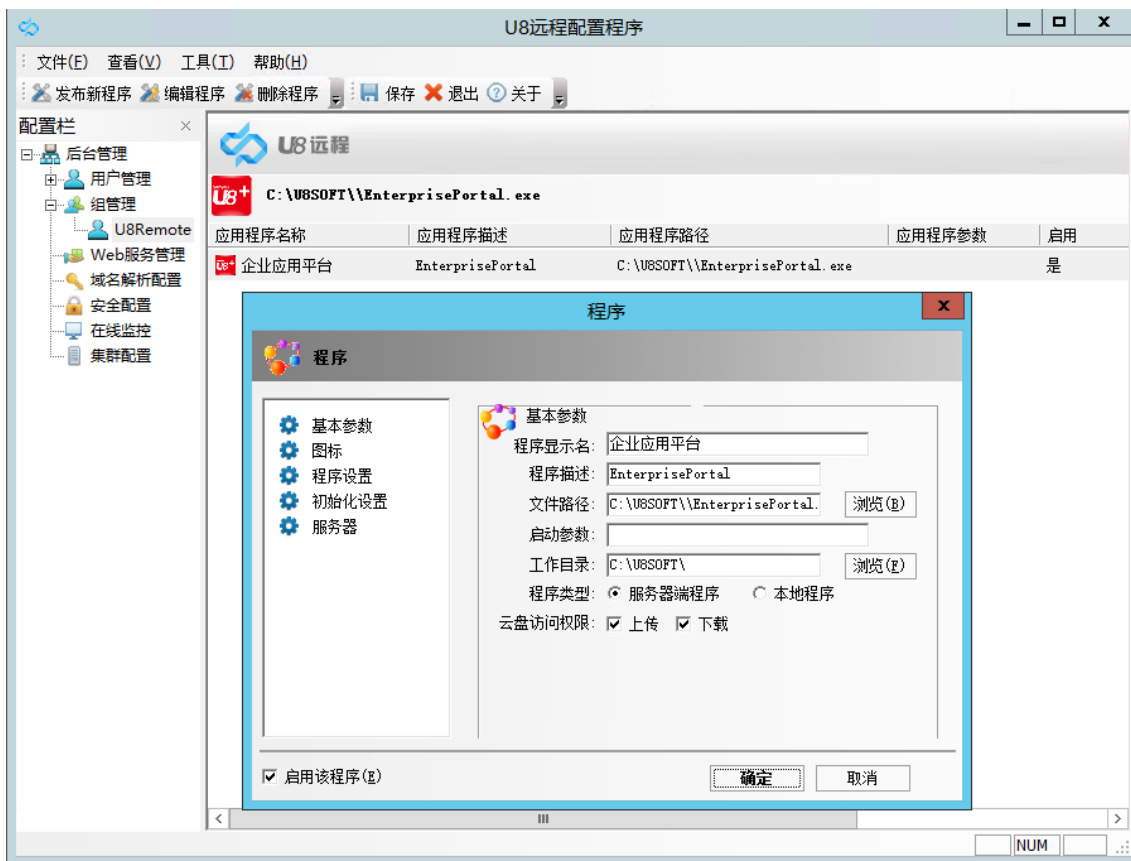 U8远程配置程序
文件(F) 查看(V) 工具(T) 帮助(H)
发布新程序 编辑程序 删除程序 保存 退出 关于
配置栏
后台管理
用户管理
组管理
U8Remote
Web服务管理
域名解析配置
安全配置
在线监控
集群配置
U8远程
U8+ C:\U8SOFT\\EnterprisePortal.exe
应用程序名称 应用程序描述 应用程序路径 应用程序参数 启用
U8+ 企业应用平台 EnterprisePortal C:\U8SOFT\\EnterprisePortal.exe 是
程序
程序
基本参数
图标
程序设置
初始化设置
服务器
基本参数
程序显示名: 企业应用平台
程序描述: EnterprisePortal
文件路径: C:\U8SOFT\\EnterprisePortal. 浏览(B)
启动参数:
工作目录: C:\U8SOFT\ 浏览(F)
程序类型: 服务器端程序 本地程序
云盘访问权限: 上传 下载
启用该程序(E) 确定 取消
NUM